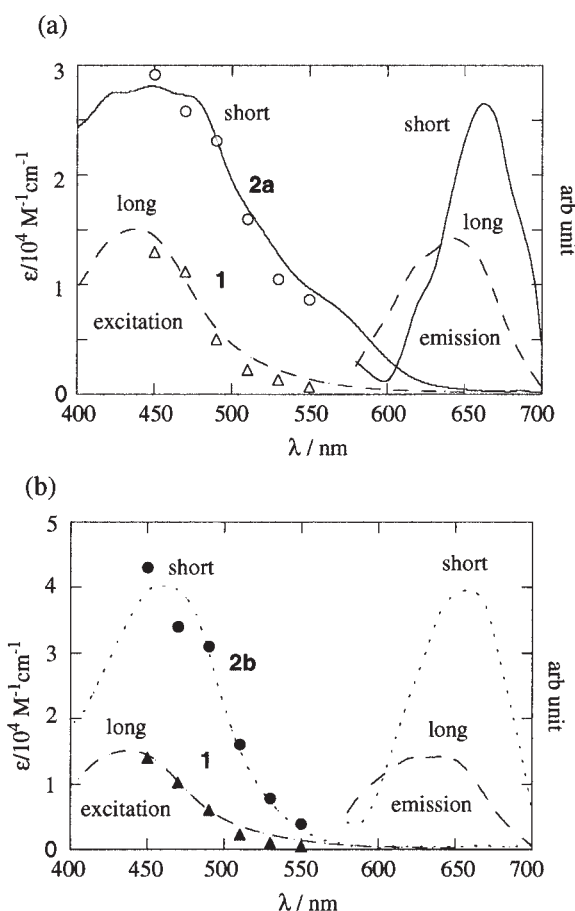 (a)
3
2
1
0
ε/10⁴ M⁻¹cm⁻¹
short
2a
long
1
excitation
short
long
emission
arb unit
400 450 500 550 600 650 700
λ / nm
(b)
5
4
3
2
1
0
ε/10⁴ M⁻¹cm⁻¹
short
2b
long
1
excitation
short
long
emission
arb unit
400 450 500 550 600 650 700
λ / nm